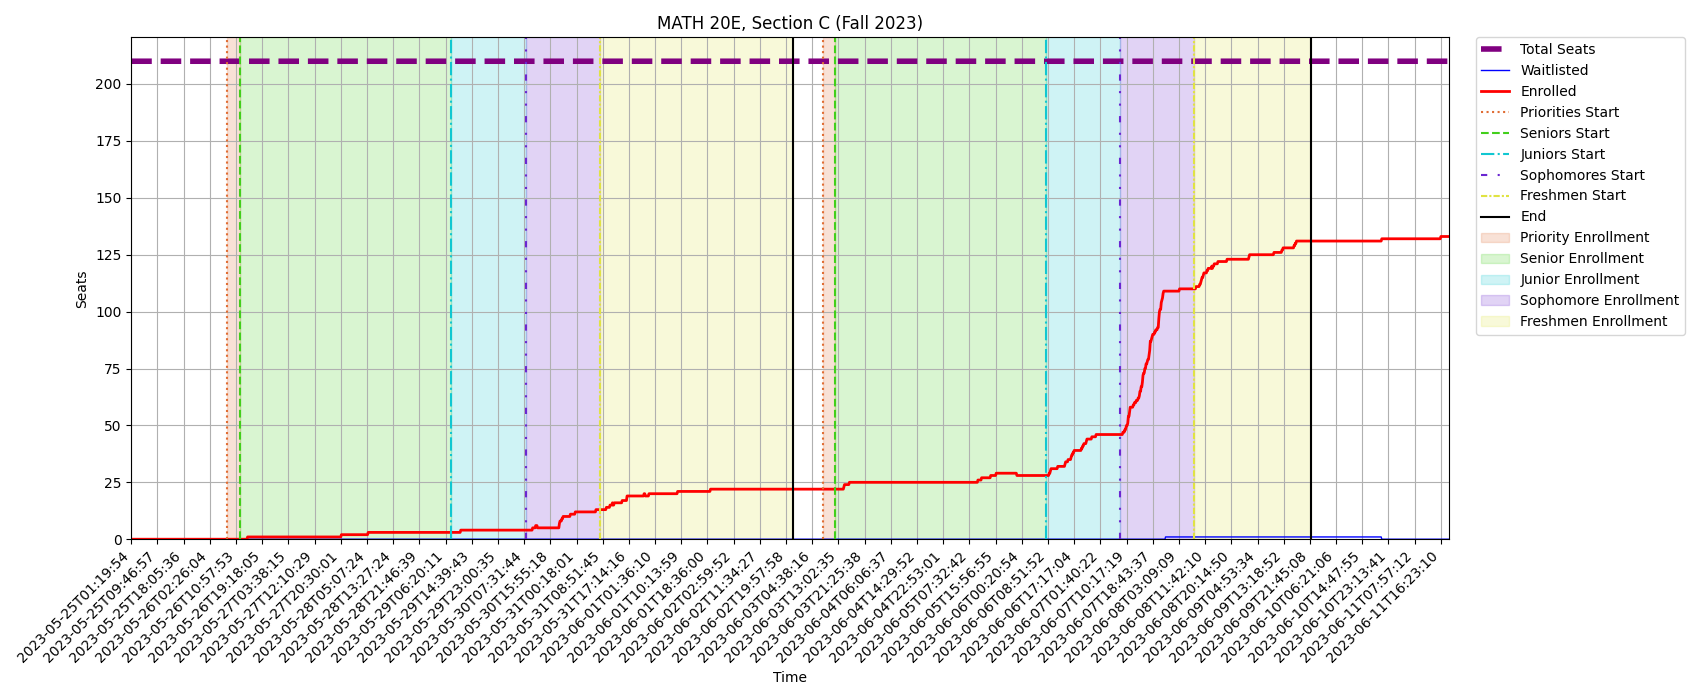 MATH 20E, Section C (Fall 2023)
Seats
200
175
150
125
100
75
50
25
0
2023-05-25T01:19:54
2023-05-25T09:46:57
2023-05-25T18:05:36
2023-05-26T02:26:04
2023-05-26T10:57:53
2023-05-26T19:18:05
2023-05-27T03:38:15
2023-05-27T12:10:29
2023-05-27T20:30:01
2023-05-28T05:07:24
2023-05-28T13:27:24
2023-05-28T21:46:39
2023-05-29T06:20:11
2023-05-29T14:39:43
2023-05-29T23:00:35
2023-05-30T07:31:44
2023-05-30T15:55:18
2023-05-31T00:18:01
2023-05-31T08:51:45
2023-05-31T17:14:16
2023-06-01T01:36:10
2023-06-01T10:13:59
2023-06-01T18:36:00
2023-06-02T02:59:52
2023-06-02T11:34:27
2023-06-02T19:57:58
2023-06-03T04:38:16
2023-06-03T13:02:35
2023-06-03T21:25:38
2023-06-04T06:06:37
2023-06-04T14:29:52
2023-06-04T22:53:01
2023-06-05T07:32:42
2023-06-05T15:56:55
2023-06-06T00:20:54
2023-06-06T08:51:52
2023-06-06T17:17:04
2023-06-07T01:40:22
2023-06-07T10:17:19
2023-06-07T18:43:37
2023-06-08T03:09:09
2023-06-08T11:42:10
2023-06-08T20:14:50
2023-06-09T04:53:34
2023-06-09T13:18:52
2023-06-09T21:45:08
2023-06-10T06:21:06
2023-06-10T14:47:55
2023-06-10T23:13:41
2023-06-11T07:57:12
2023-06-11T16:23:10
Time
Total Seats
Waitlisted
Enrolled
Priorities Start
Seniors Start
Juniors Start
Sophomores Start
Freshmen Start
End
Priority Enrollment
Senior Enrollment
Junior Enrollment
Sophomore Enrollment
Freshmen Enrollment